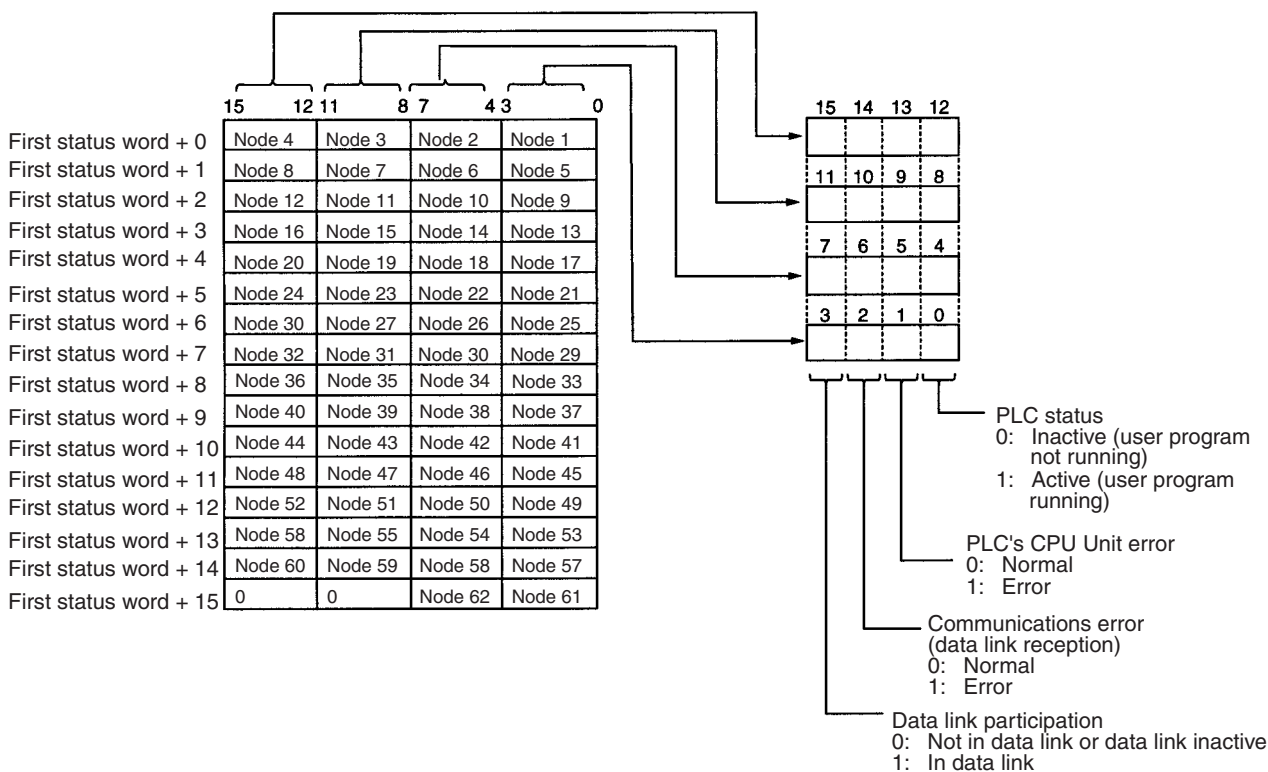 15 12 11 8 7 4 3 0
First status word + 0 Node 4 Node 3 Node 2 Node 1
First status word + 1 Node 8 Node 7 Node 6 Node 5
First status word + 2 Node 12 Node 11 Node 10 Node 9
First status word + 3 Node 16 Node 15 Node 14 Node 13
First status word + 4 Node 20 Node 19 Node 18 Node 17
First status word + 5 Node 24 Node 23 Node 22 Node 21
First status word + 6 Node 30 Node 27 Node 26 Node 25
First status word + 7 Node 32 Node 31 Node 30 Node 29
First status word + 8 Node 36 Node 35 Node 34 Node 33
First status word + 9 Node 40 Node 39 Node 38 Node 37
First status word + 10 Node 44 Node 43 Node 42 Node 41
First status word + 11 Node 48 Node 47 Node 46 Node 45
First status word + 12 Node 52 Node 51 Node 50 Node 49
First status word + 13 Node 58 Node 55 Node 54 Node 53
First status word + 14 Node 60 Node 59 Node 58 Node 57
First status word + 15 0 0 Node 62 Node 61
15 14 13 12
11 10 9 8
7 6 5 4
3 2 1 0
PLC status
0: Inactive (user program
not running)
1: Active (user program
running)
PLC's CPU Unit error
0: Normal
1: Error
Communications error
(data link reception)
0: Normal
1: Error
Data link participation
0: Not in data link or data link inactive
1: In data link